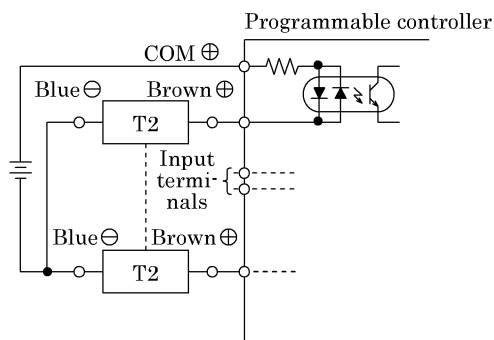 Programmable controller
COM ⊕
Blue ⊖ Brown ⊕
T2
Input
termi-
nals
Blue ⊖ Brown ⊕
T2